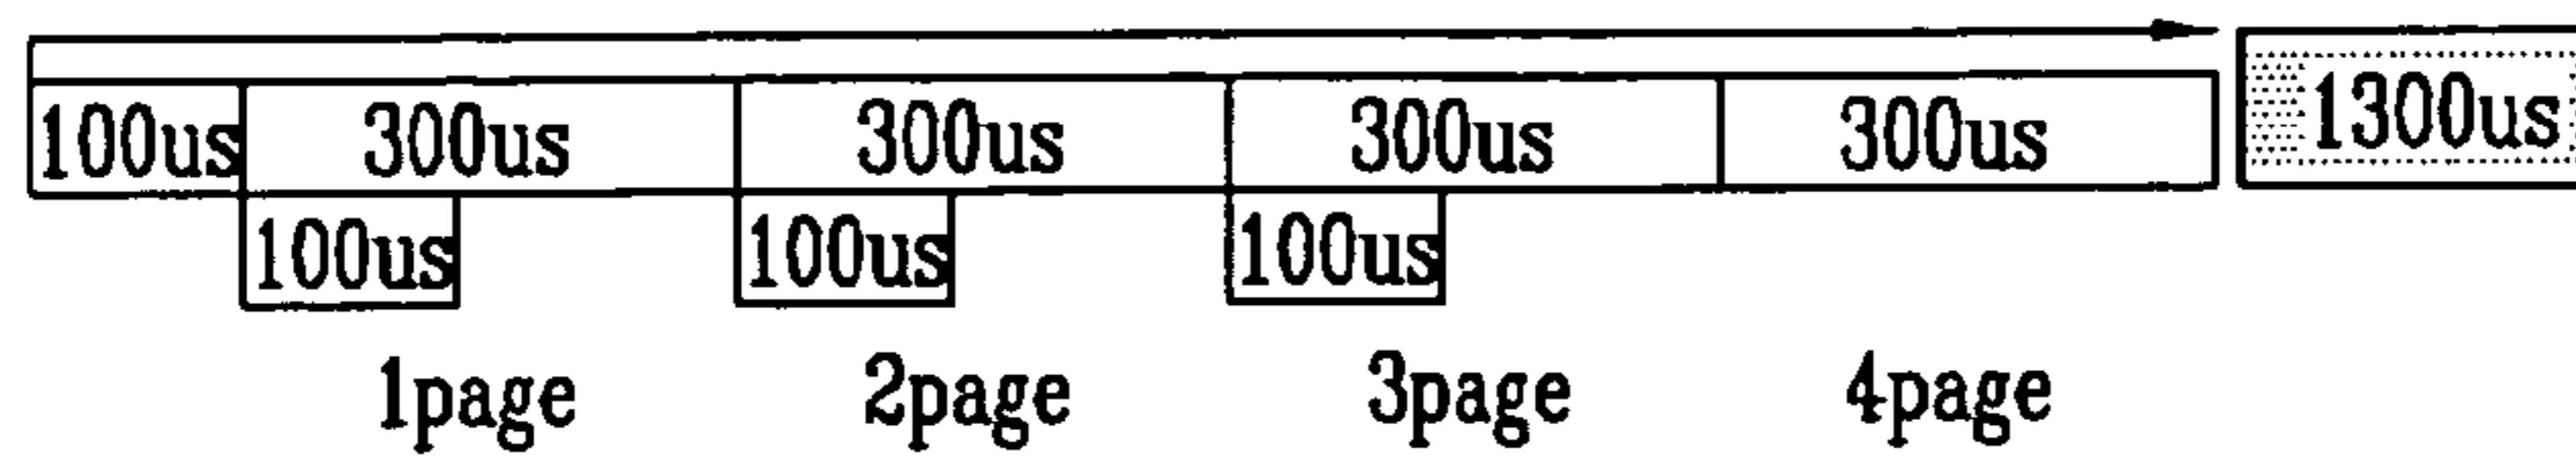 100us 300us 300us 300us 300us 1300us
100us 100us 100us
1page 2page 3page 4page